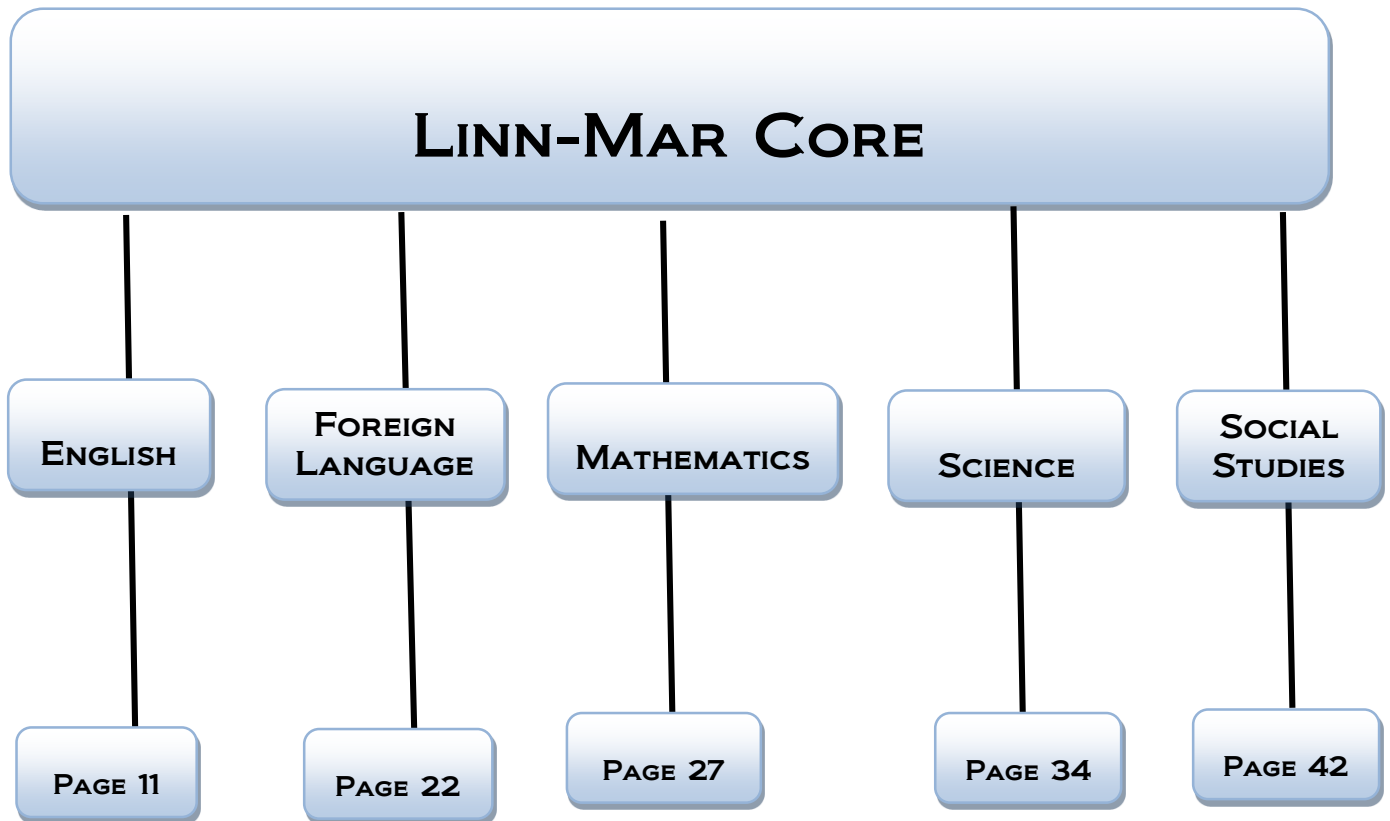 Linn-Mar Core
English
Foreign
Language
Mathematics
Science
Social
Studies
Page 11
Page 22
Page 27
Page 34
Page 42